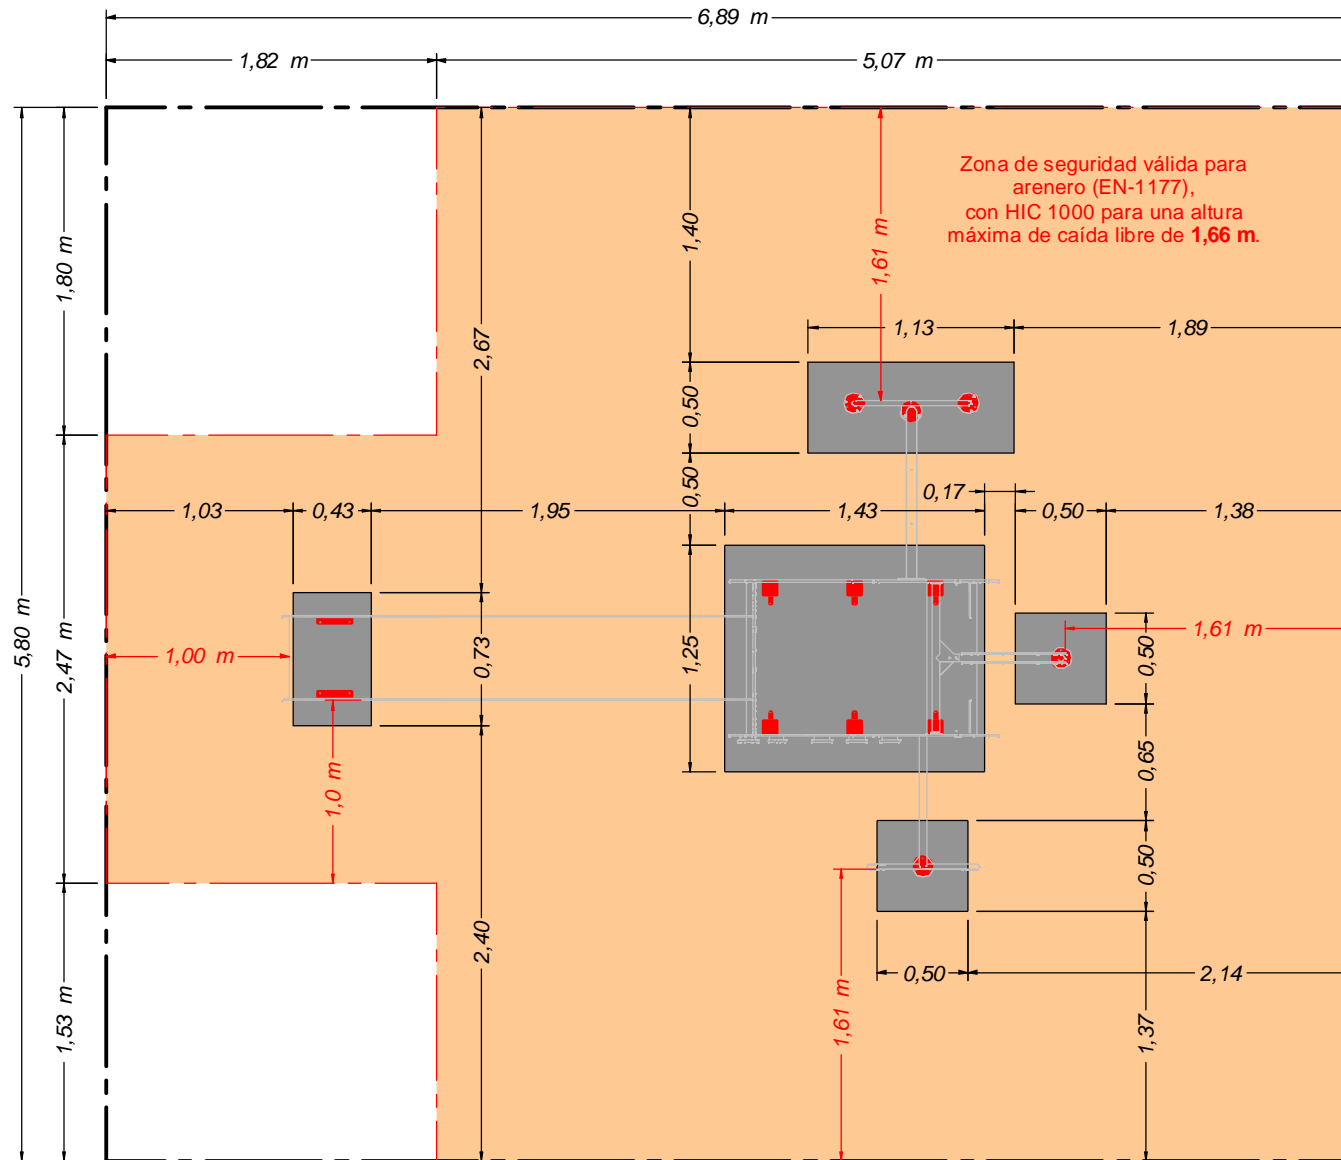 6,89 m
1,82 m
5,07 m
Zona de seguridad válida para
arenero (EN-1177),
con HIC 1000 para una altura
máxima de caída libre de 1,66 m.
1,80 m
1,40
1,61 m
2,67
1,13
1,89
0,50
0,50
0,17
1,03
0,43
1,95
1,43
0,50
1,38
5,80 m
2,47 m
1,00 m
0,73
1,25
1,61 m
0,50
1,0 m
0,65
0,50
2,40
0,50
2,14
1,53 m
1,61 m
1,37